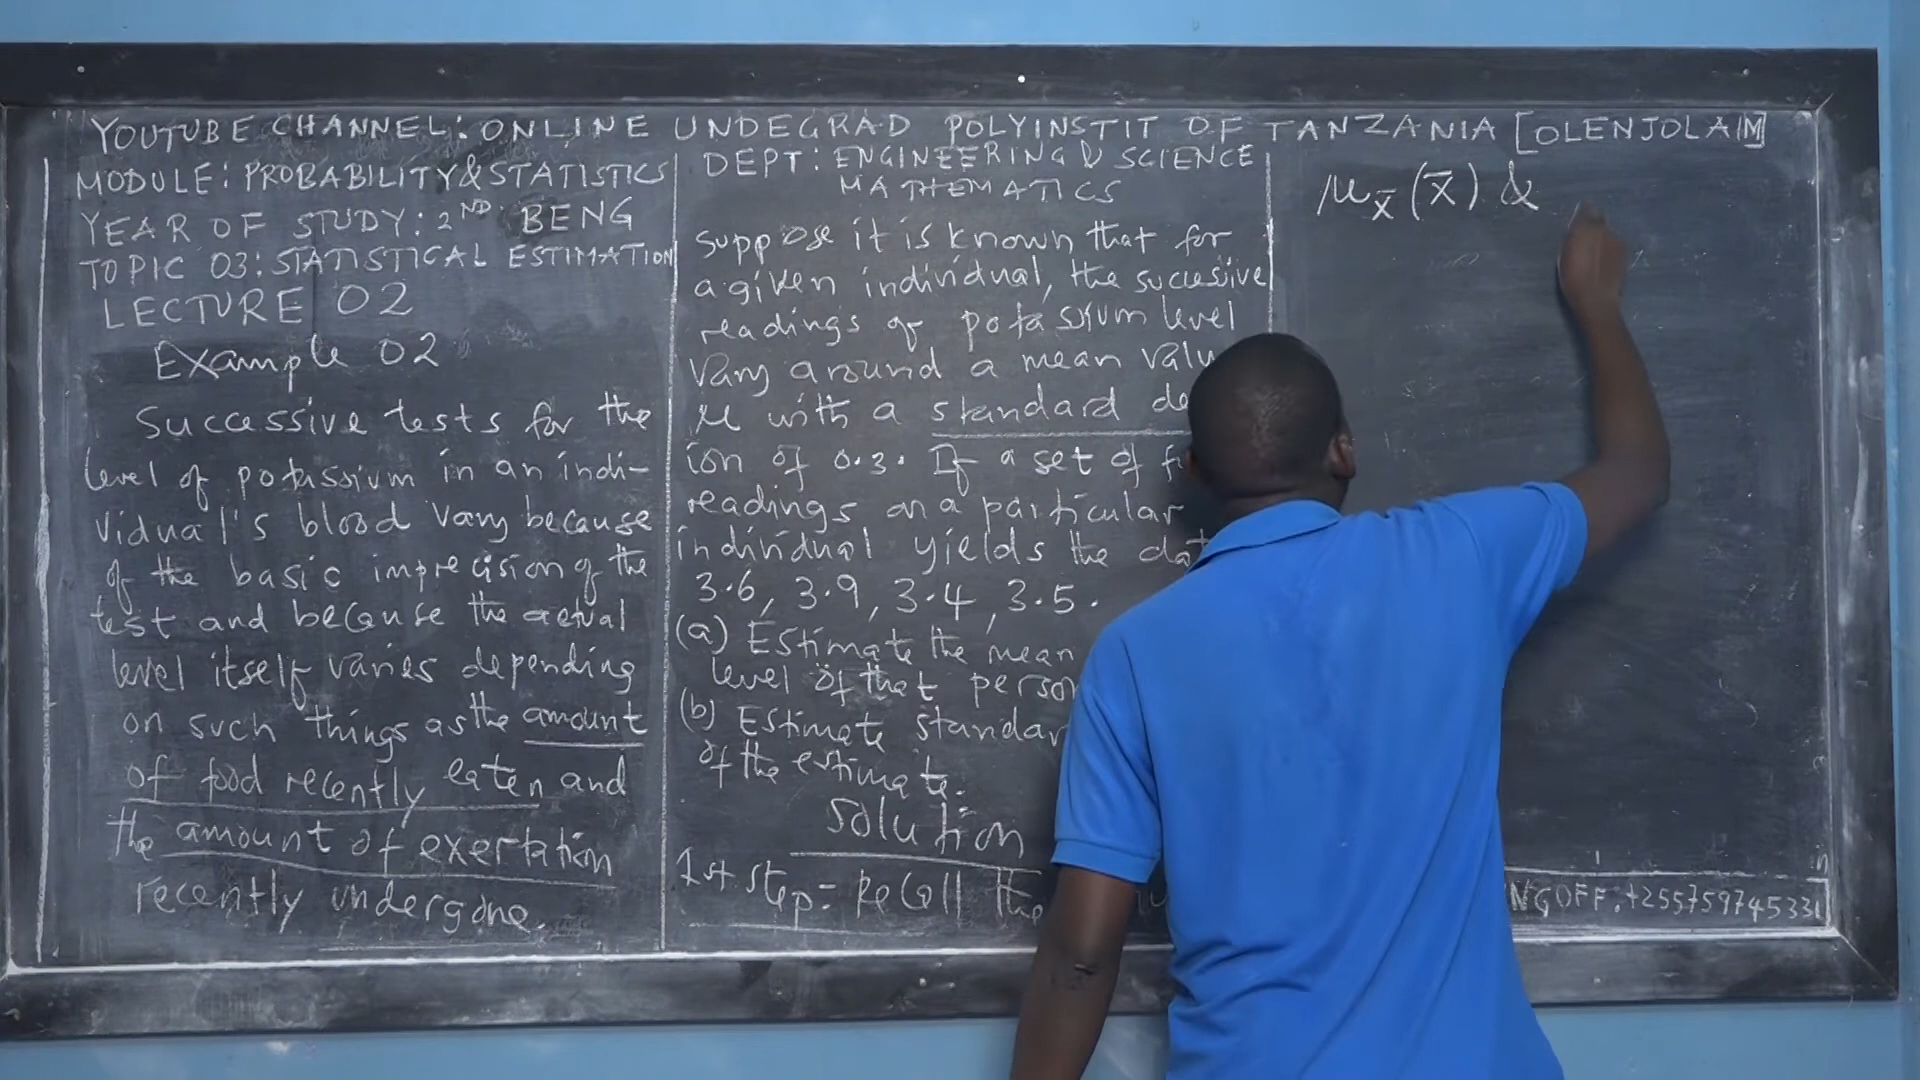 YOUTUBE CHANNEL: ONLINE UNDEGRAD POLYINSTIT OF TANZANIA [OLENJOLAIM]
MODULE: PROBABILITY & STATISTICS
YEAR OF STUDY: 2ND BENG
TOPIC 03: STATISTICAL ESTIMATION
LECTURE 02
Example 02
Successive tests for the
level of potassium in an indi-
vidual's blood vary because
of the basic imprecision of the
test and because the actual
level itself varies depending
on such things as the amount
of food recently eaten and
the amount of exertation
recently undergone.
DEPT: ENGINEERING & SCIENCE
MATHEMATICS
suppose it is known that for
a given individual, the sucessive
readings of potassium level
vary around a mean valu
μ with a standard de
ion of 0.3. If a set of f
readings on a particular
individual yields the dat
3.6, 3.9, 3.4, 3.5.
(a) Estimate the mean
level of that person
(b) Estimate standar
of the estimate.
Solution
1st step: Recall the
μx̄ (x̄) &
NGOFF: +255759745331